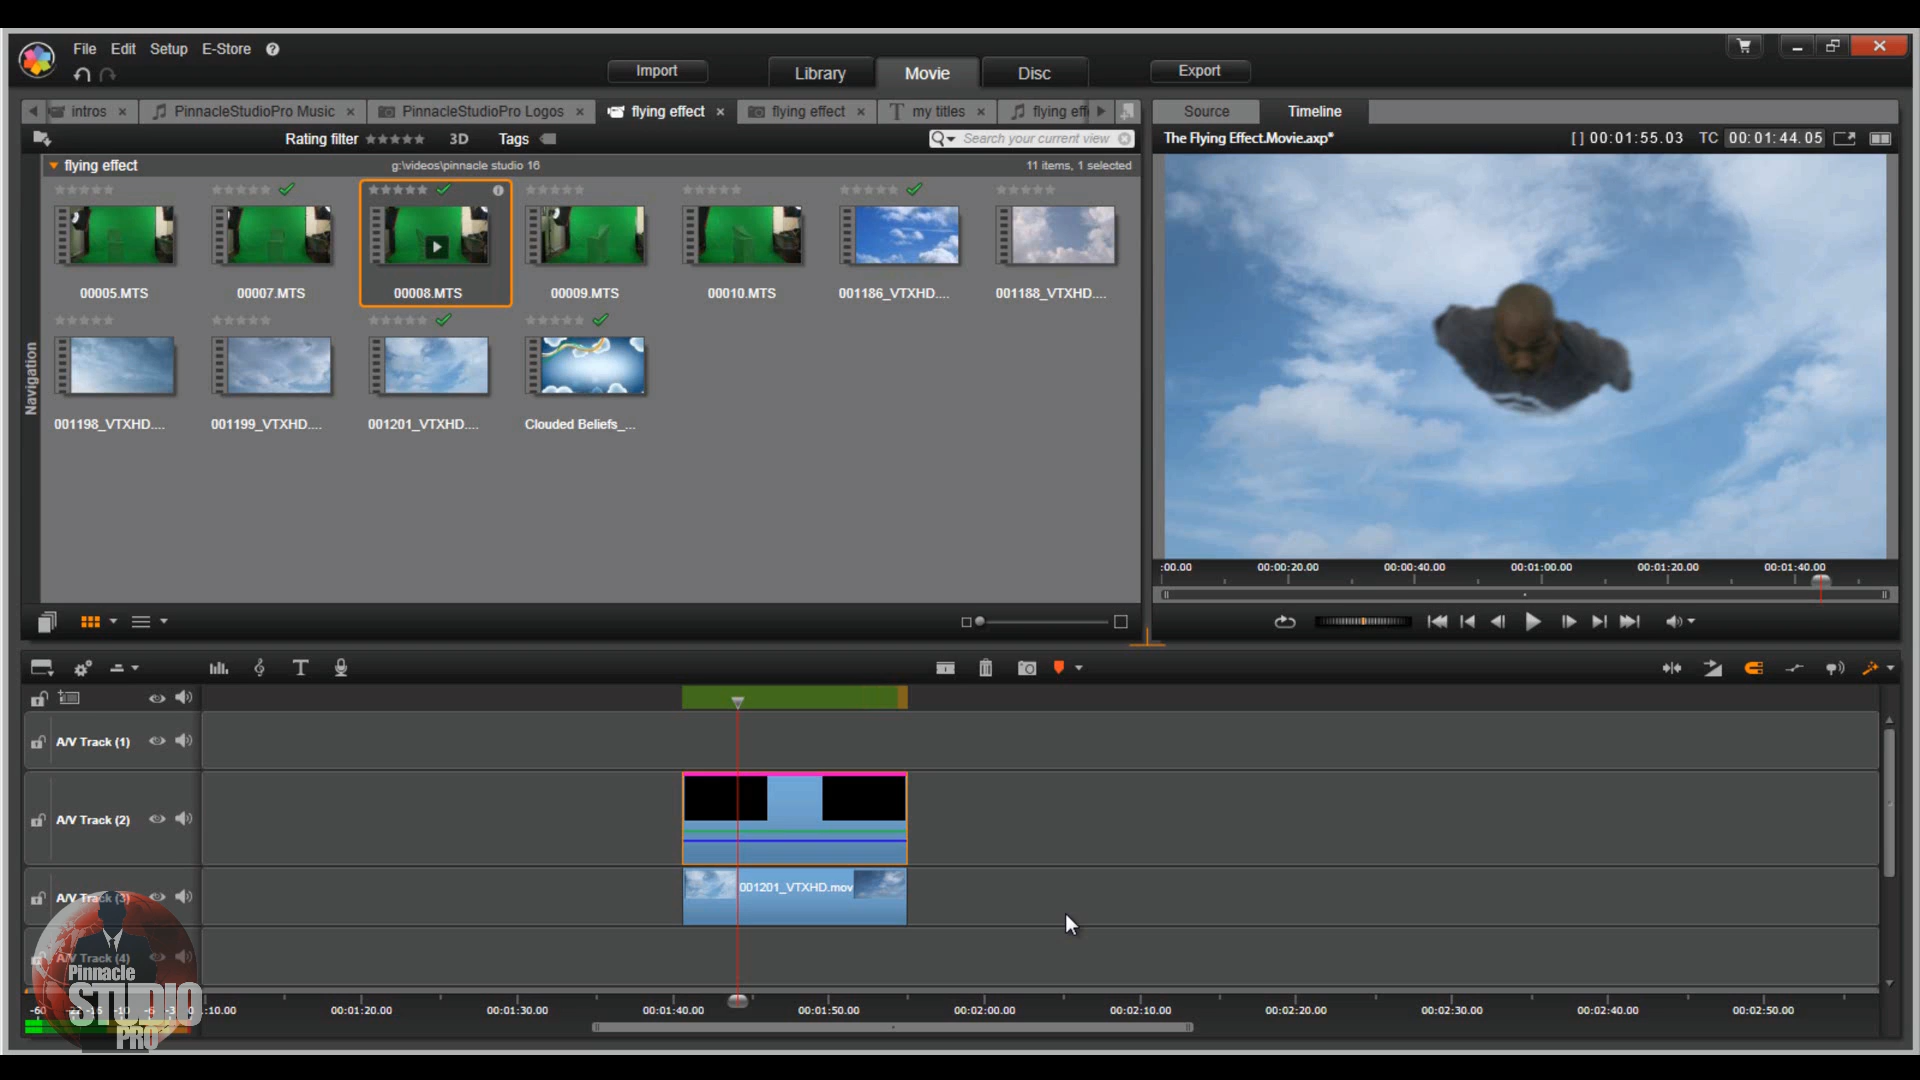 File Edit Setup E-Store ?
Import Library Movie Disc Export
intros × PinnacleStudioPro Music × PinnacleStudioPro Logos × flying effect × flying effect × my titles × flying eff
Source Timeline
Rating filter 3D Tags Search your current view
The Flying Effect.Movie.axp* [ ] 00:01:55.03 TC 00:01:44.05
flying effect g:\videos\pinnacle studio 16 11 items, 1 selected
00005.MTS 00007.MTS 00008.MTS 00009.MTS 00010.MTS 001186_VTXHD.... 001188_VTXHD....
Navigation
001198_VTXHD.... 001199_VTXHD.... 001201_VTXHD.... Clouded Beliefs_...
:00.00 00:00:20.00 00:00:40.00 00:01:00.00 00:01:20.00 00:01:40.00
A/V Track (1)
A/V Track (2)
A/V Track (3) 001201_VTXHD.mov
A/V Track (4)
Pinnacle
STUDIO
PRO
-60 -22 -16 -10 -6 -3 0 :10.00 00:01:20.00 00:01:30.00 00:01:40.00 00:01:50.00 00:02:00.00 00:02:10.00 00:02:20.00 00:02:30.00 00:02:40.00 00:02:50.00